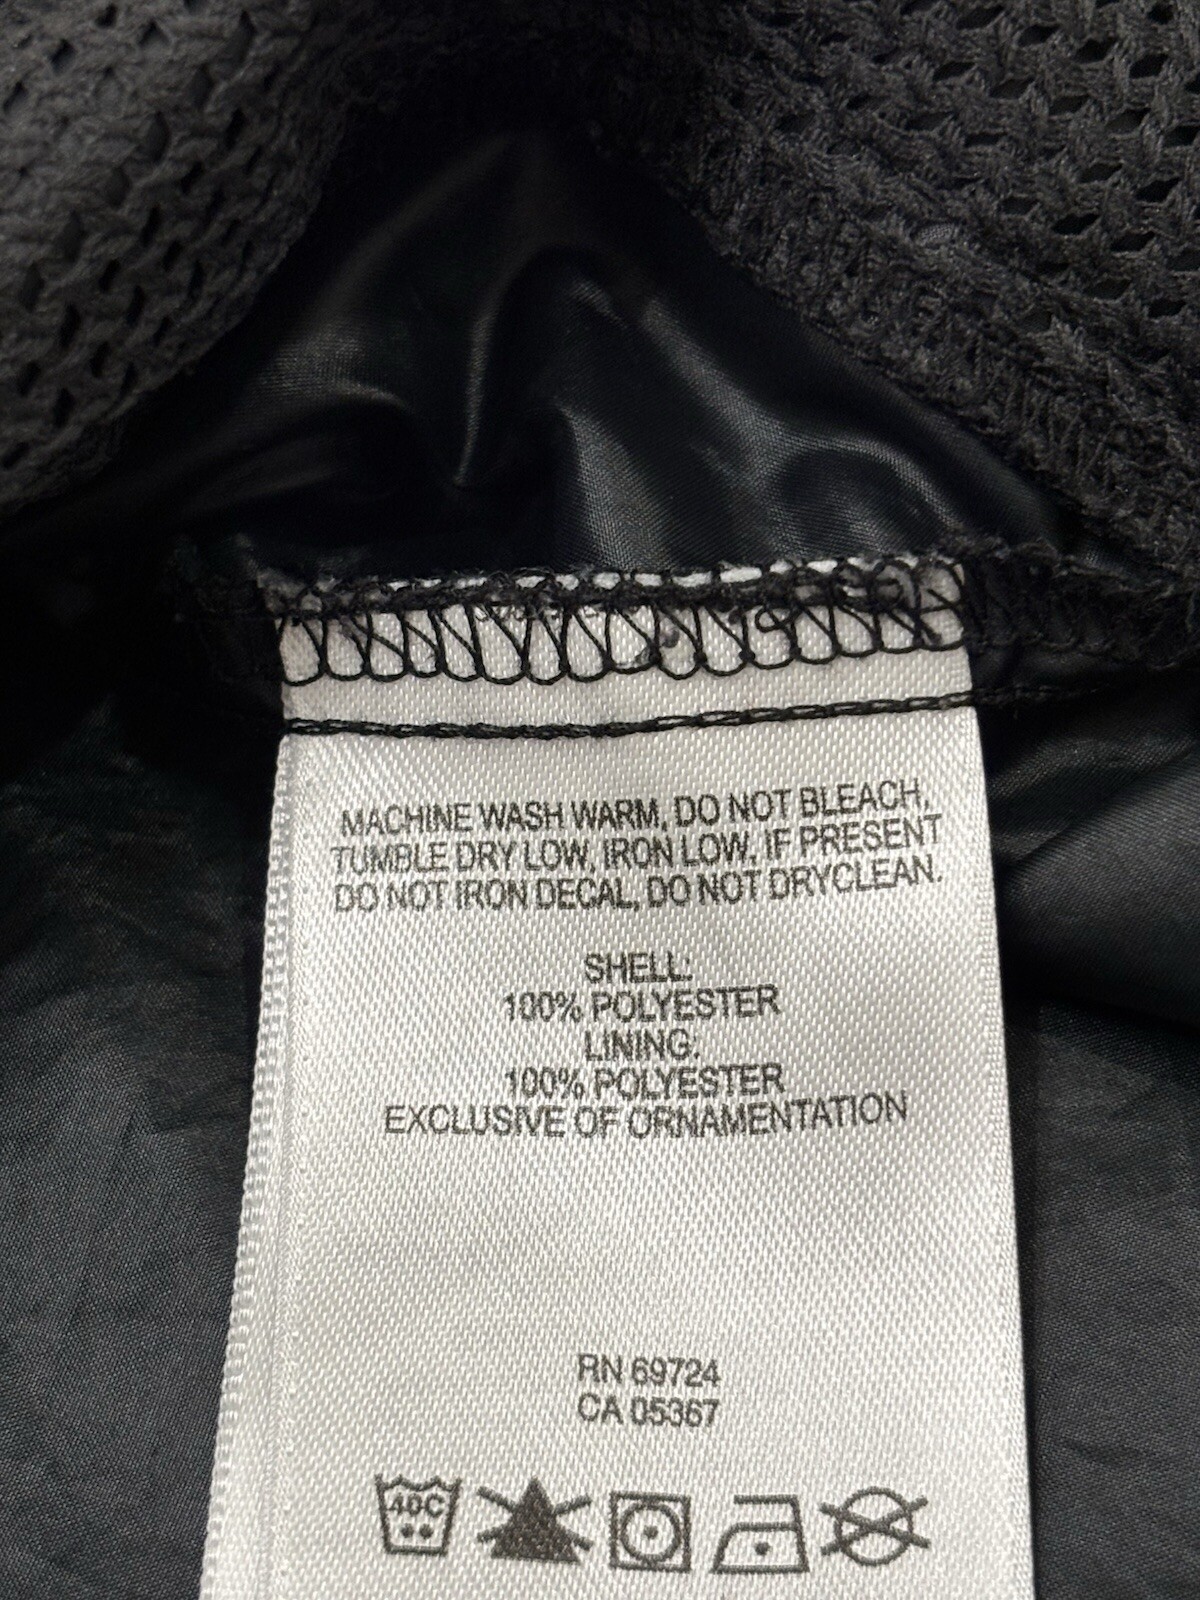 MACHINE WASH WARM, DO NOT BLEACH,
TUMBLE DRY LOW, IRON LOW, IF PRESENT
DO NOT IRON DECAL, DO NOT DRYCLEAN.
SHELL:
100% POLYESTER
LINING:
100% POLYESTER
EXCLUSIVE OF ORNAMENTATION
RN 69724
CA 05367
40C